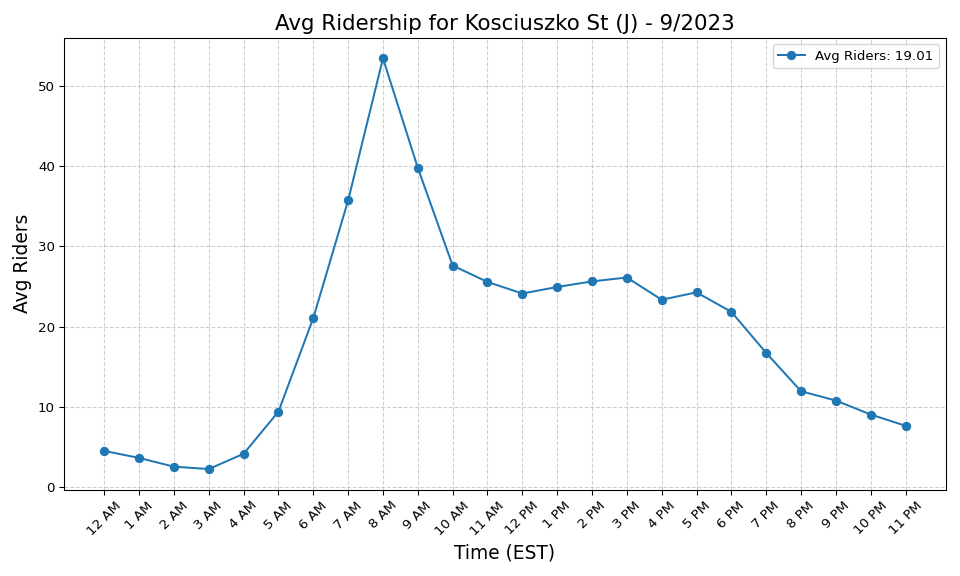 Avg Ridership for Kosciuszko St (J) - 9/2023
Avg Riders: 19.01
Avg Riders
50
40
30
20
10
0
12 AM
1 AM
2 AM
3 AM
4 AM
5 AM
6 AM
7 AM
8 AM
9 AM
10 AM
11 AM
12 PM
1 PM
2 PM
3 PM
4 PM
5 PM
6 PM
7 PM
8 PM
9 PM
10 PM
11 PM
Time (EST)